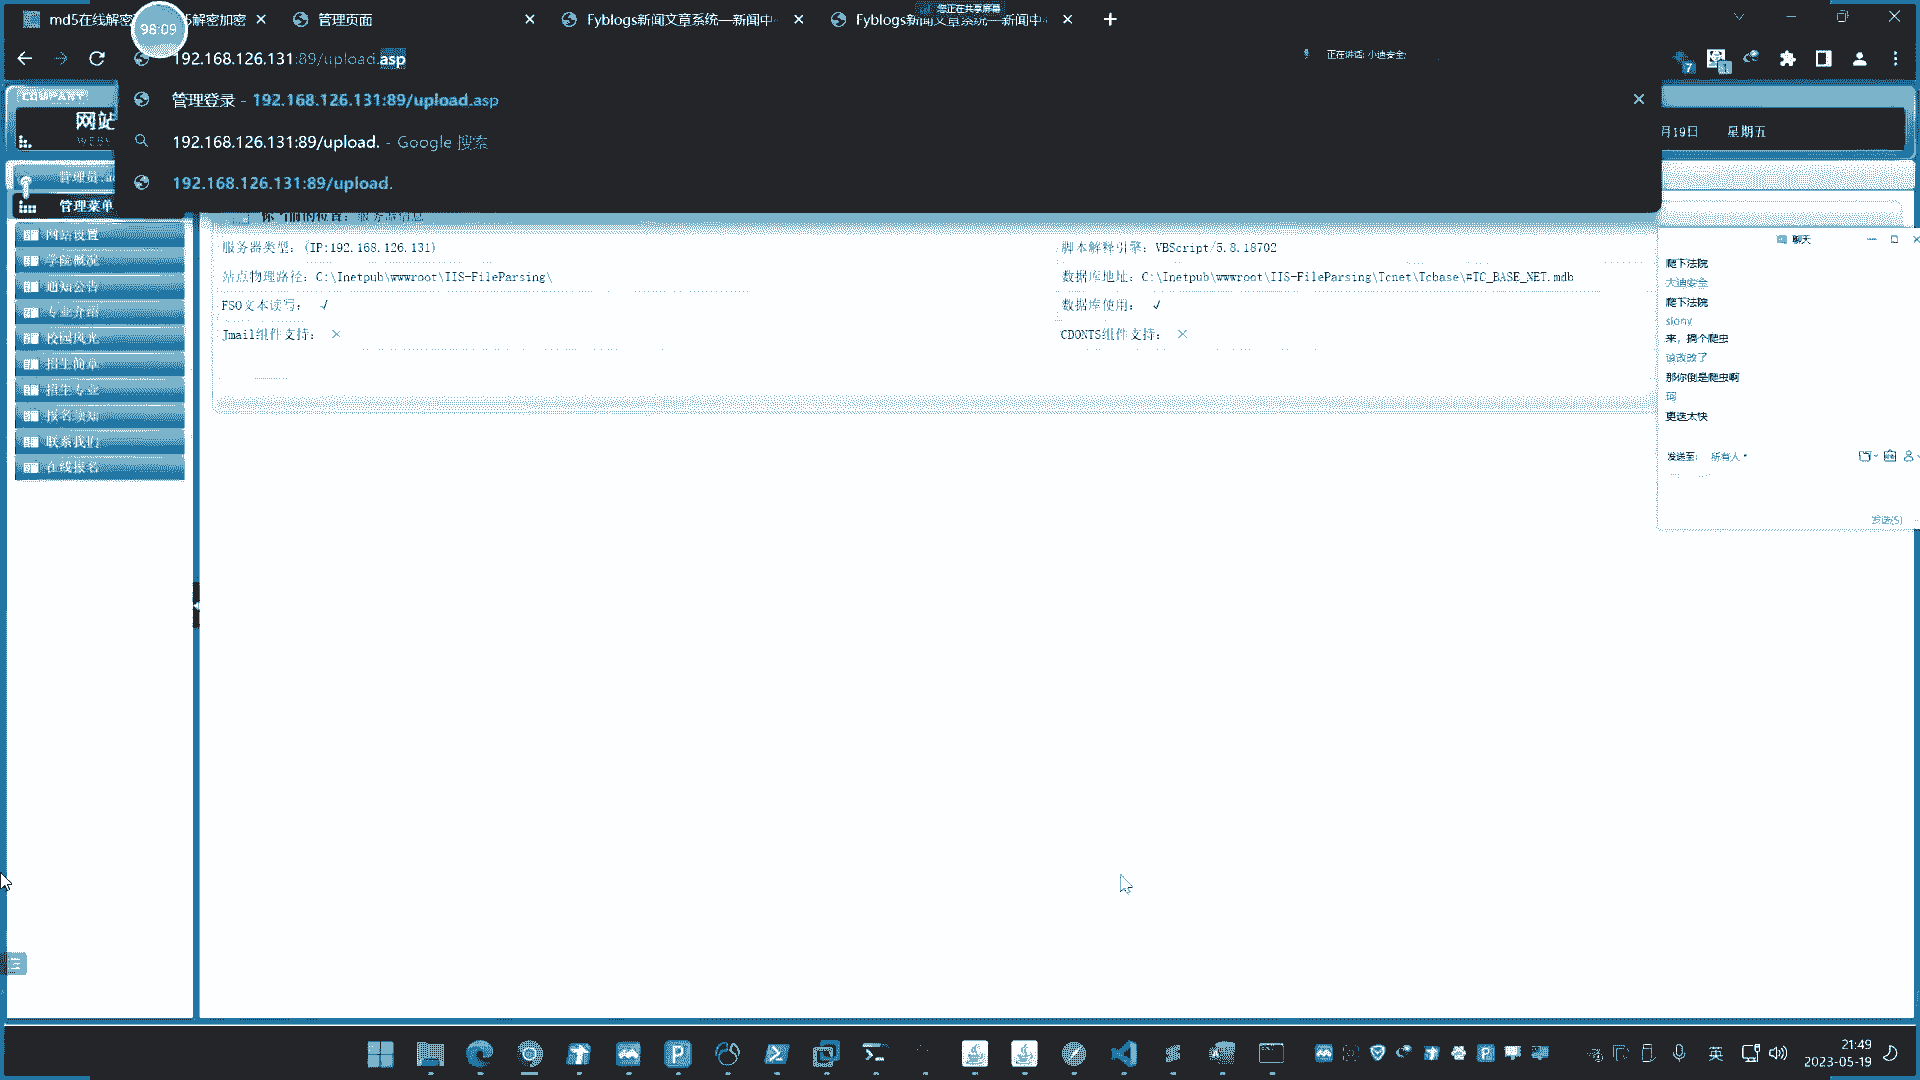 md5在线解密
5解密加密
管理页面
Fyblogs新闻文章系统—新闻中
Fyblogs新闻文章系统—新闻中
您正在共享屏幕
98:09
192.168.126.131:89/upload.asp
正在讲话: 小迪安全;
7
1
管理登录 - 192.168.126.131:89/upload.asp
192.168.126.131:89/upload. - Google 搜索
192.168.126.131:89/upload.
COMPANY
网站
月19日
星期五
管理员
管理菜单
服务器信息
网站设置
学院概况
通知公告
专业介绍
校园风光
招生简章
招生专业
报名须知
联系我们
在线报名
服务器类型: (IP:192.168.126.131)
脚本解释引擎: VBScript/5.8.18702
站点物理路径: C:\Inetpub\wwwroot\IIS-FileParsing\
数据库地址: C:\Inetpub\wwwroot\IIS-FileParsing\Tcnet\Tcbase\#TC_BASE_NET.mdb
FSO文本读写: √
数据库使用: √
Jmail组件支持: ×
CDONTS组件支持: ×
聊天
爬下法院
大迪安全
爬下法院
slony
来，搞个爬虫
该改改了
那你倒是爬虫啊
更迭太快
发送至: 所有人
发送(S)
英
21:49
2023-05-19